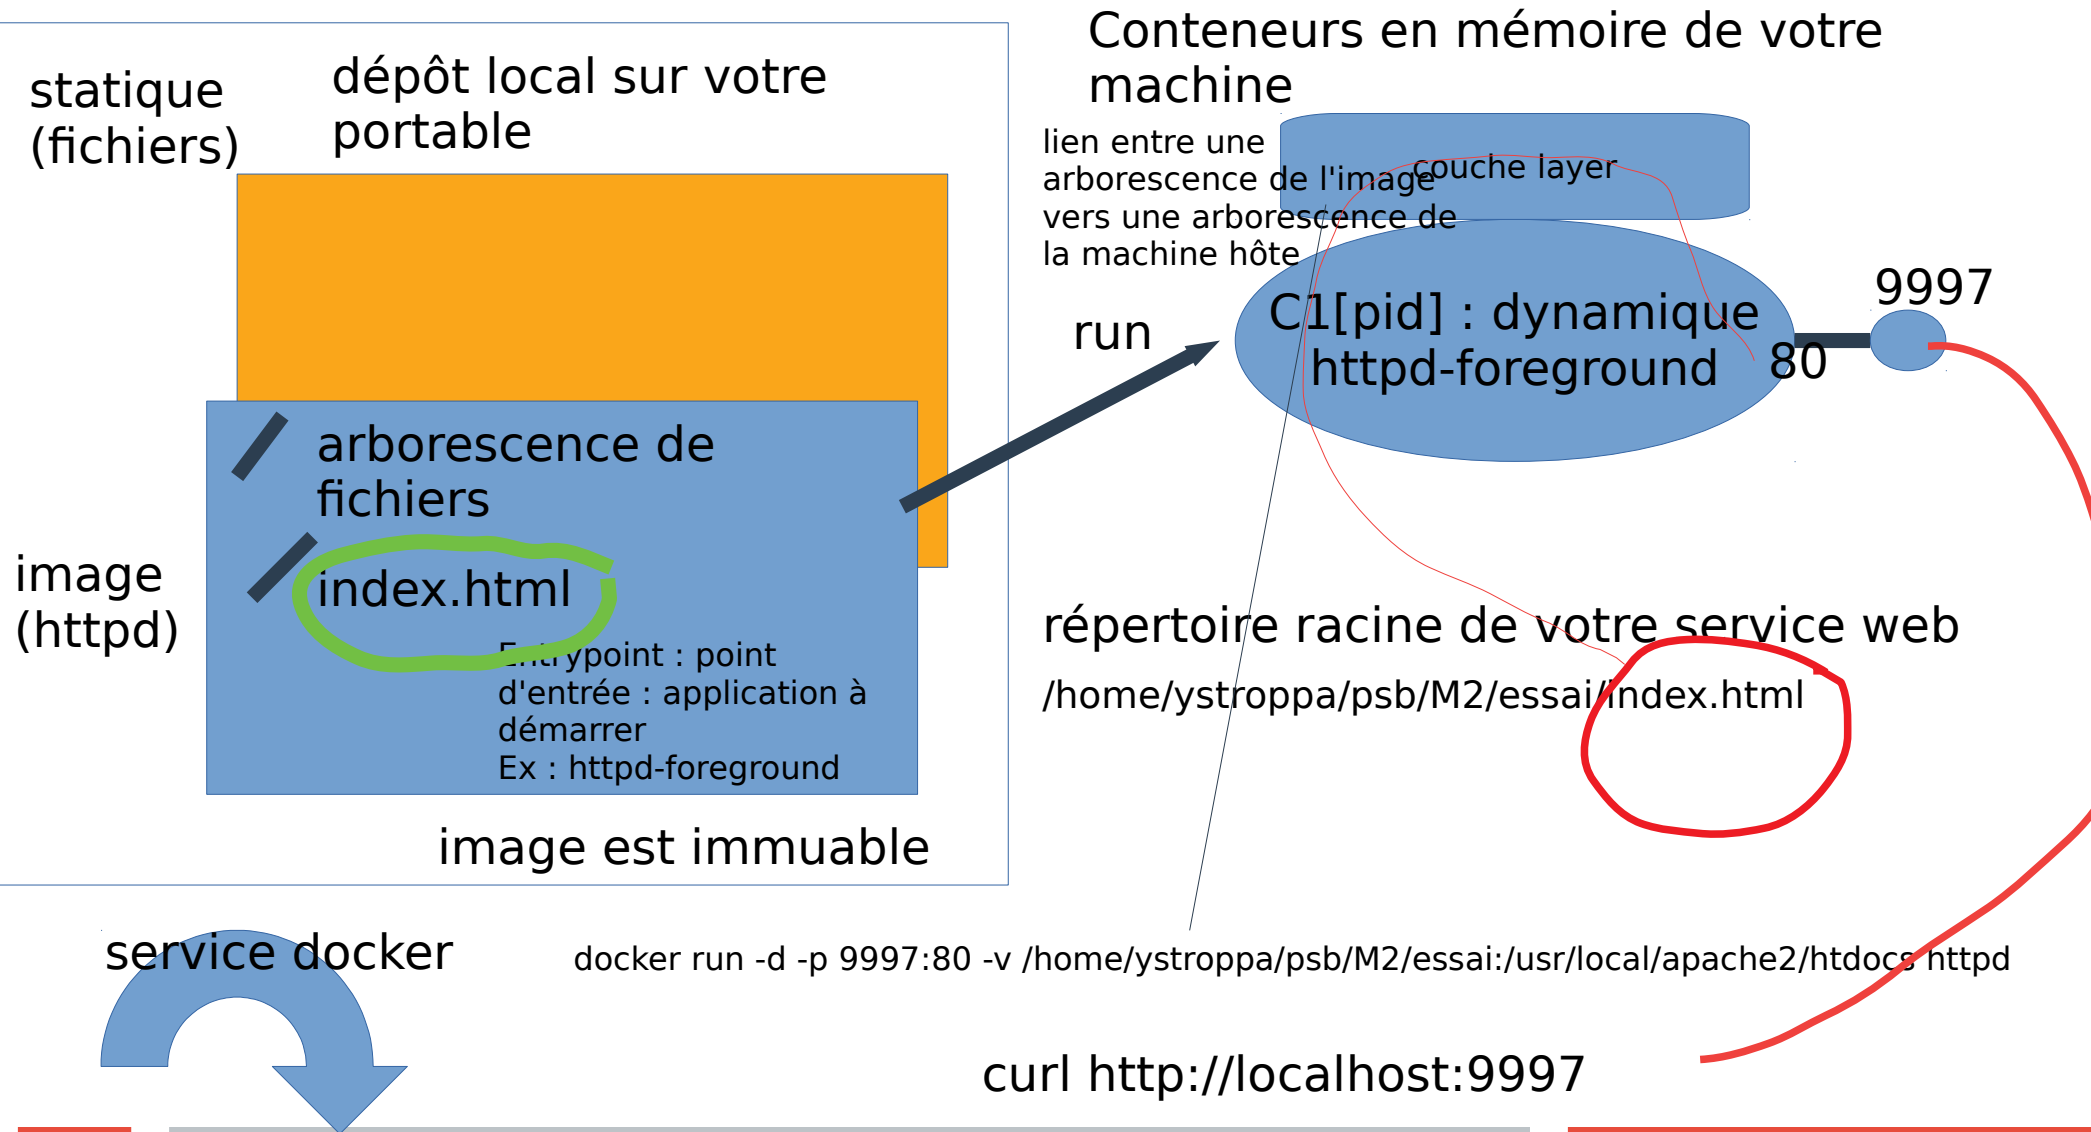 statique
(fichiers)
dépôt local sur votre
portable
arborescence de
fichiers
index.html
Entrypoint : point
d'entrée : application à
démarrer
Ex : httpd-foreground
image
(httpd)
image est immuable
Conteneurs en mémoire de votre
machine
lien entre une
arborescence de l'image
vers une arborescence de
la machine hôte
couche layer
run
C1[pid] : dynamique
httpd-foreground
80
9997
répertoire racine de votre service web
/home/ystroppa/psb/M2/essai/index.html
service docker
docker run -d -p 9997:80 -v /home/ystroppa/psb/M2/essai:/usr/local/apache2/htdocs httpd
curl http://localhost:9997